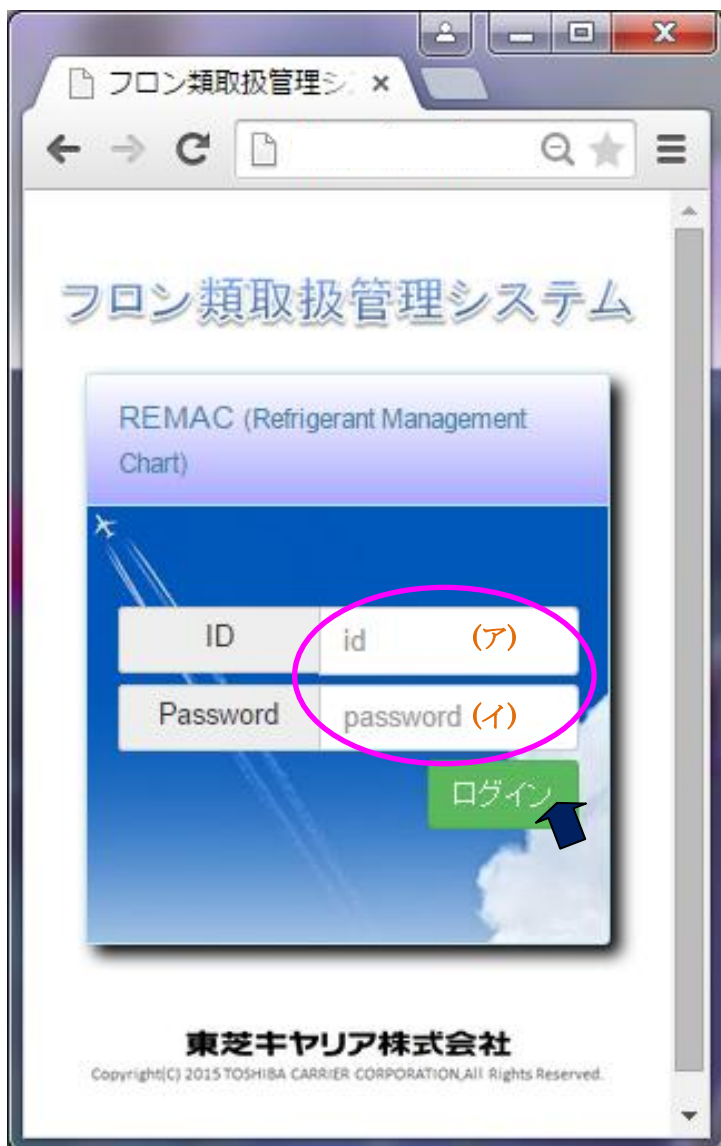 フロン類取扱管理シ
フロン類取扱管理システム
REMAC (Refrigerant Management
Chart)
ID
id (ア)
Password
password (イ)
ログイン
東芝キヤリア株式会社
Copyright(C) 2015 TOSHIBA CARRIER CORPORATION,All Rights Reserved.